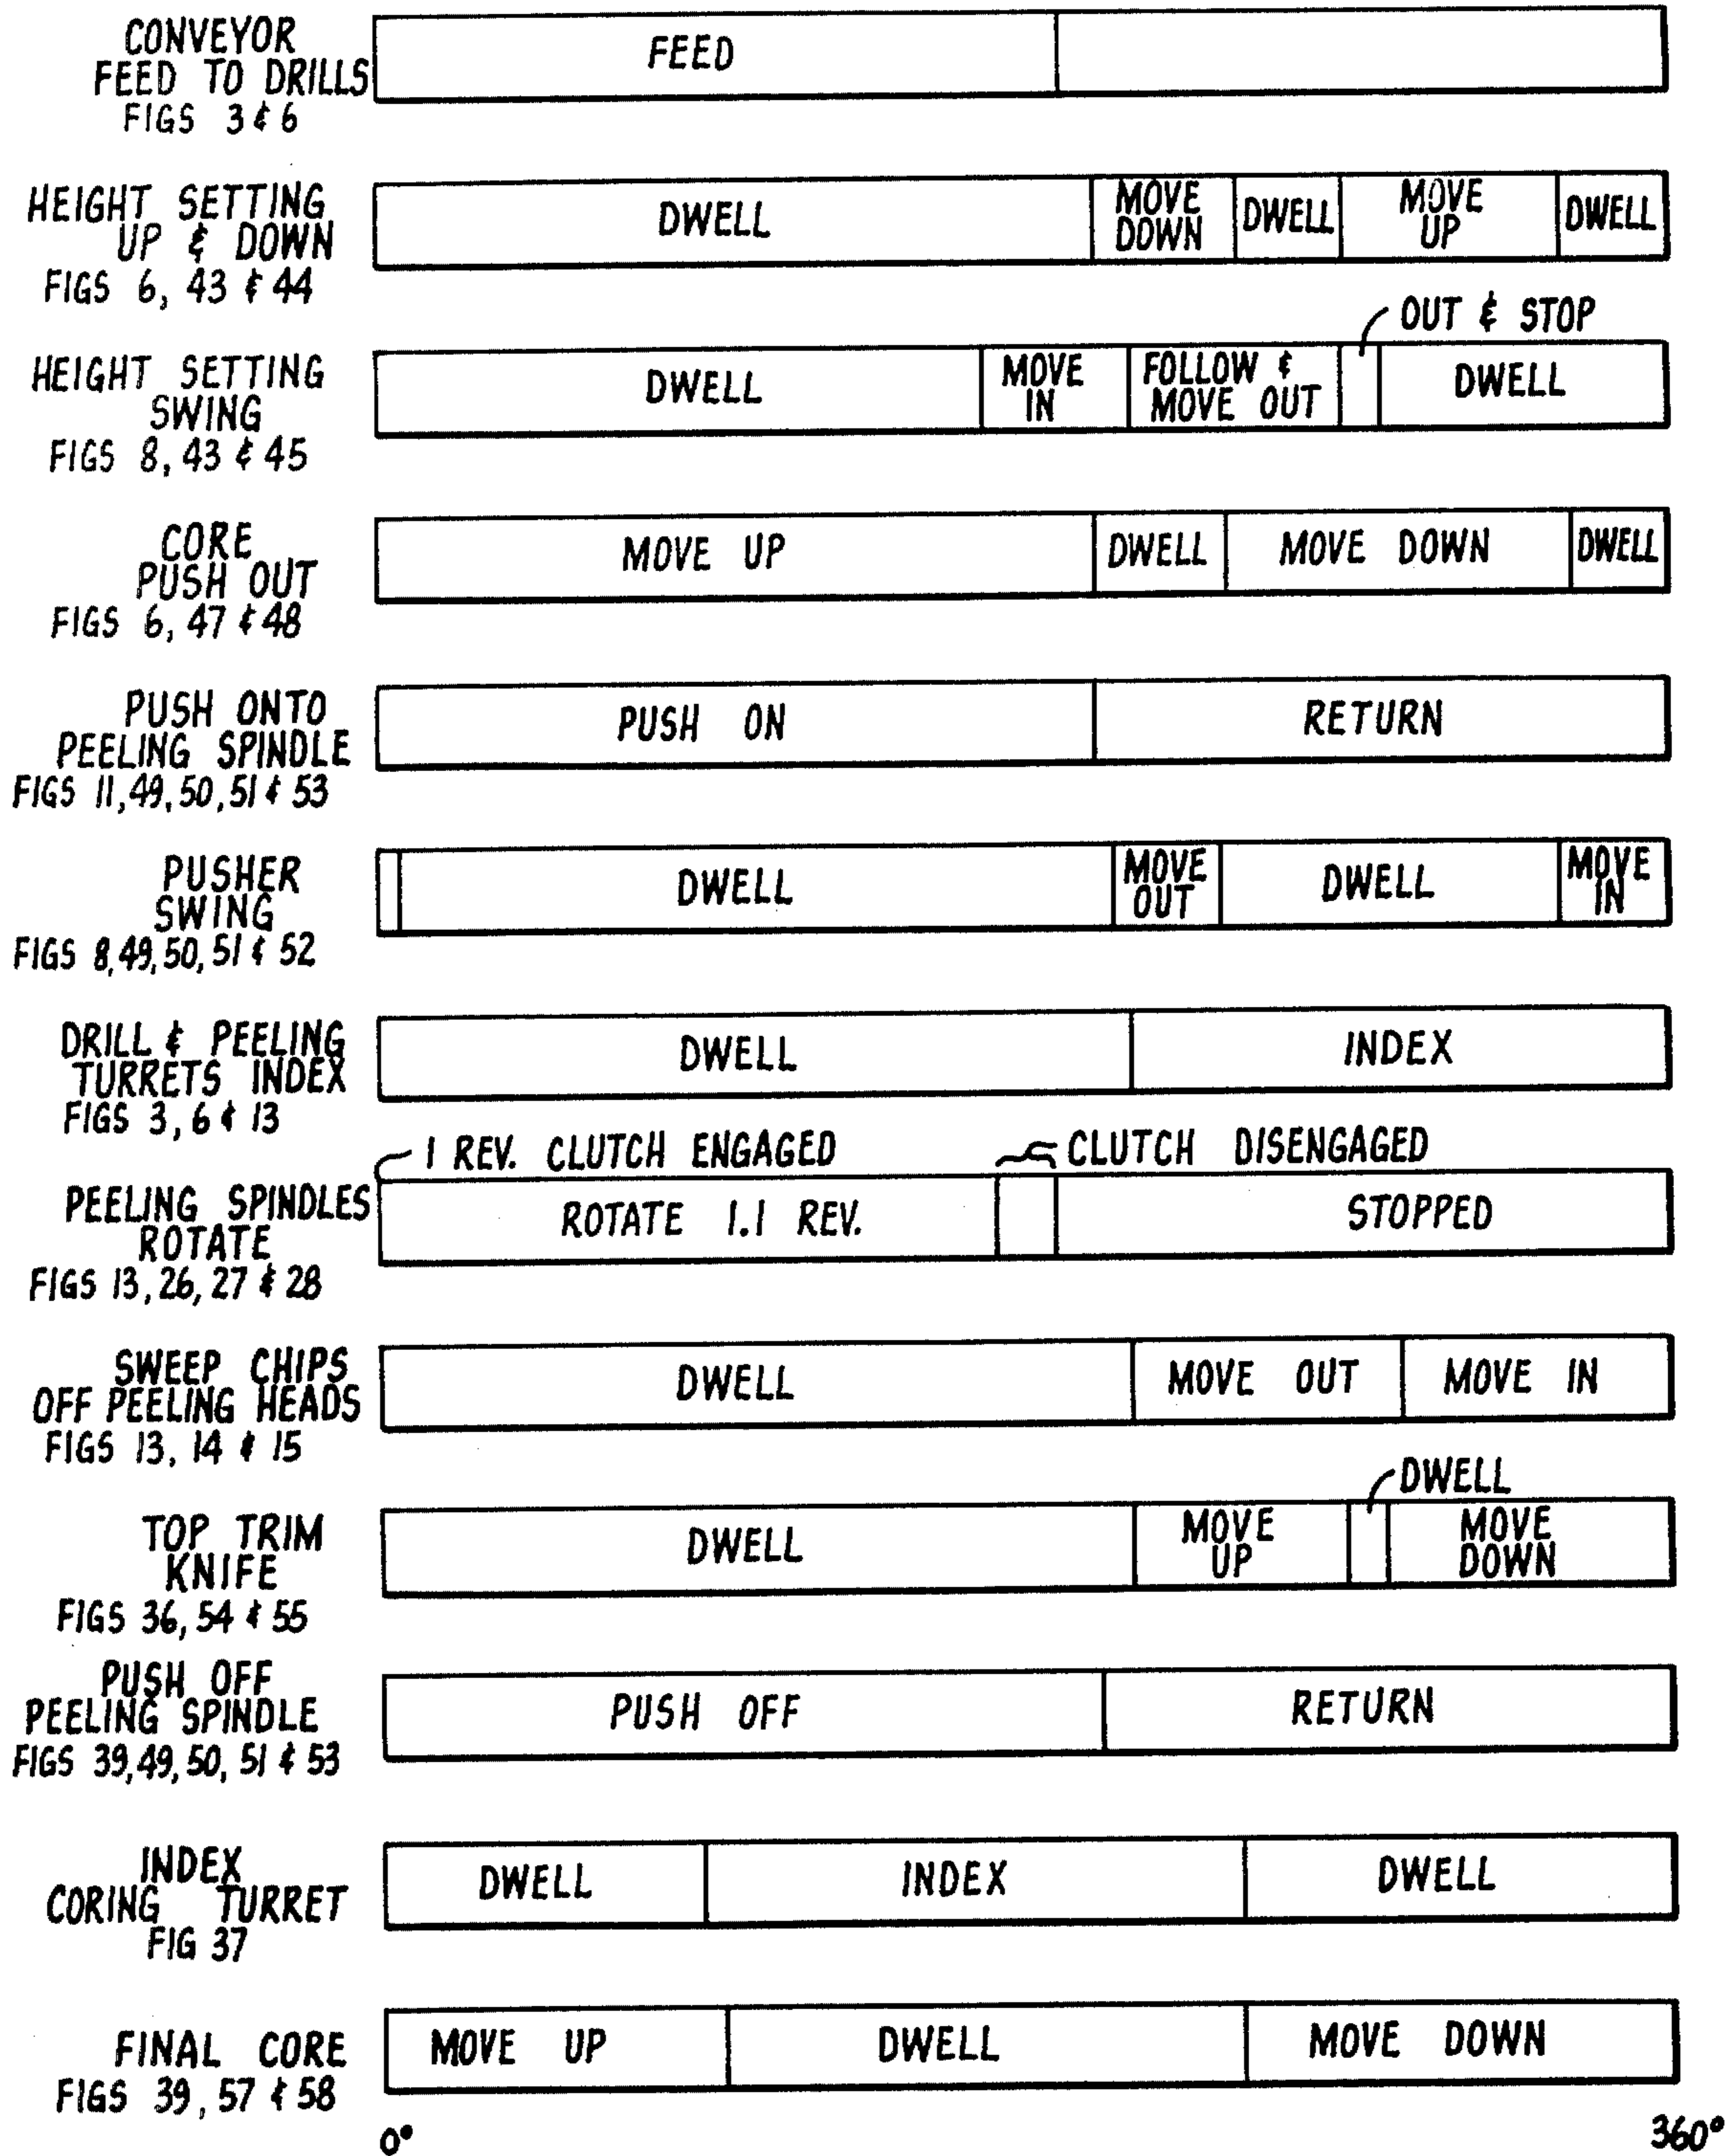 CONVEYOR
FEED TO DRILLS
FIGS 3 & 6
FEED
HEIGHT SETTING
UP & DOWN
FIGS 6, 43 & 44
DWELL
MOVE
DOWN
DWELL
MOVE
UP
DWELL
OUT & STOP
HEIGHT SETTING
SWING
FIGS 8, 43 & 45
DWELL
MOVE
IN
FOLLOW &
MOVE OUT
DWELL
CORE
PUSH OUT
FIGS 6, 47 & 48
MOVE UP
DWELL
MOVE DOWN
DWELL
PUSH ONTO
PEELING SPINDLE
FIGS 11, 49, 50, 51 & 53
PUSH ON
RETURN
PUSHER
SWING
FIGS 8, 49, 50, 51 & 52
DWELL
MOVE
OUT
DWELL
MOVE
IN
DRILL & PEELING
TURRETS INDEX
FIGS 3, 6 & 13
DWELL
INDEX
1 REV. CLUTCH ENGAGED
CLUTCH DISENGAGED
PEELING SPINDLES
ROTATE
FIGS 13, 26, 27 & 28
ROTATE 1.1 REV.
STOPPED
SWEEP CHIPS
OFF PEELING HEADS
FIGS 13, 14 & 15
DWELL
MOVE OUT
MOVE IN
DWELL
TOP TRIM
KNIFE
FIGS 36, 54 & 55
DWELL
MOVE
UP
MOVE
DOWN
PUSH OFF
PEELING SPINDLE
FIGS 39, 49, 50, 51 & 53
PUSH OFF
RETURN
INDEX
CORING TURRET
FIG 37
DWELL
INDEX
DWELL
FINAL CORE
FIGS 39, 57 & 58
MOVE UP
DWELL
MOVE DOWN
0°
360°